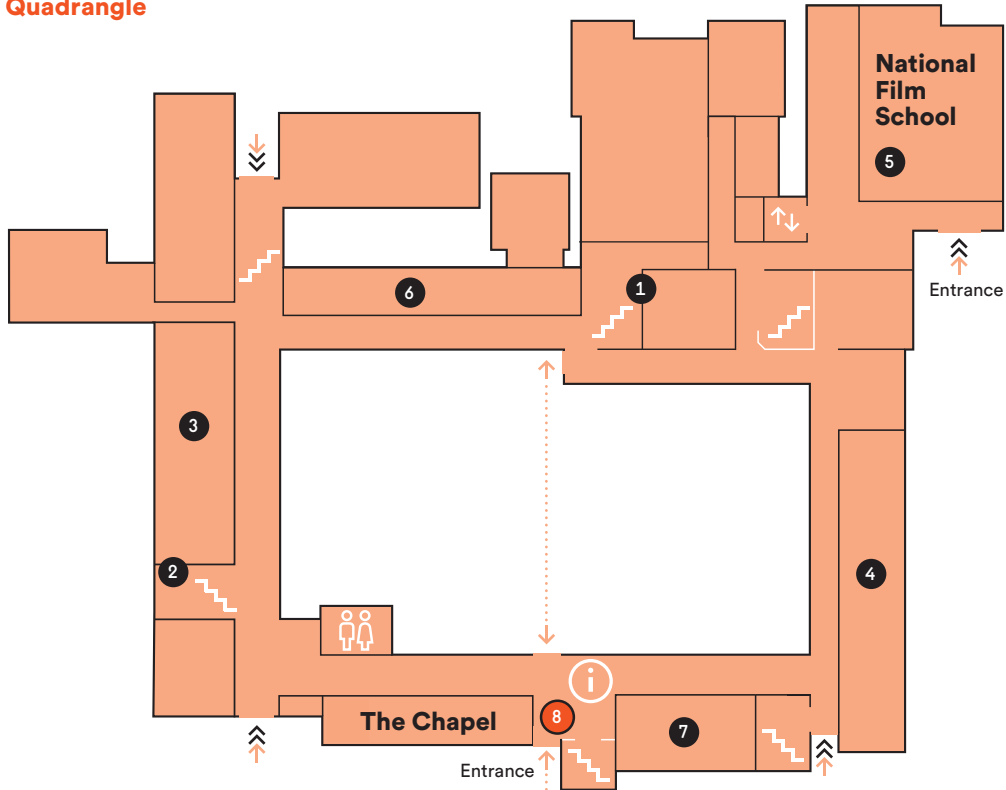 Quadrangle
National
Film
School
5
Entrance
6
1
3
2
4
i
The Chapel
8
7
Entrance